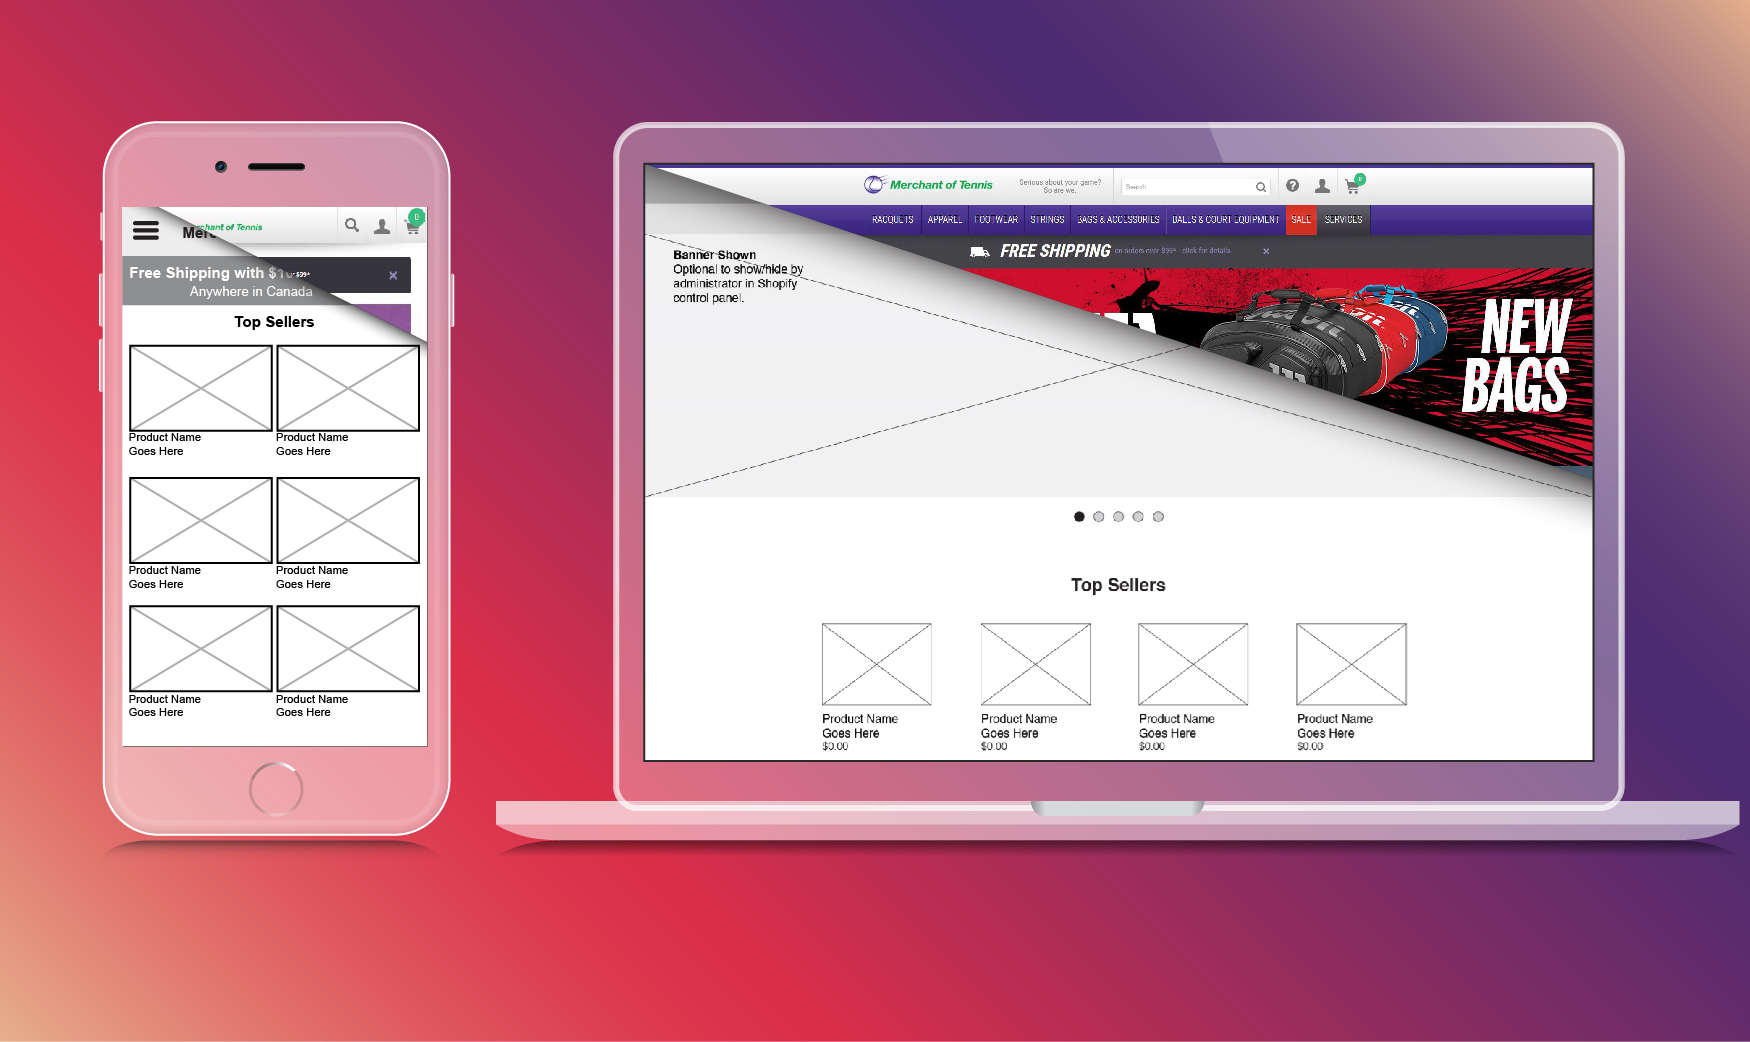 Merchant of Tennis
0
Free Shipping with $
$99*
Anywhere in Canada
Top Sellers
Product Name
Goes Here
Product Name
Goes Here
Product Name
Goes Here
Product Name
Goes Here
Product Name
Goes Here
Product Name
Goes Here
Merchant of Tennis
Serious about your game?
So are we.
Search
0
RACQUETS
APPAREL
FOOTWEAR
STRINGS
BAGS & ACCESSORIES
BALLS & COURT EQUIPMENT
SALE
SERVICES
FREE SHIPPING on orders over $99* - click for details
Banner Shown
Optional to show/hide by
administrator in Shopify
control panel.
NEW
BAGS
Top Sellers
Product Name
Goes Here
$0.00
Product Name
Goes Here
$0.00
Product Name
Goes Here
$0.00
Product Name
Goes Here
$0.00